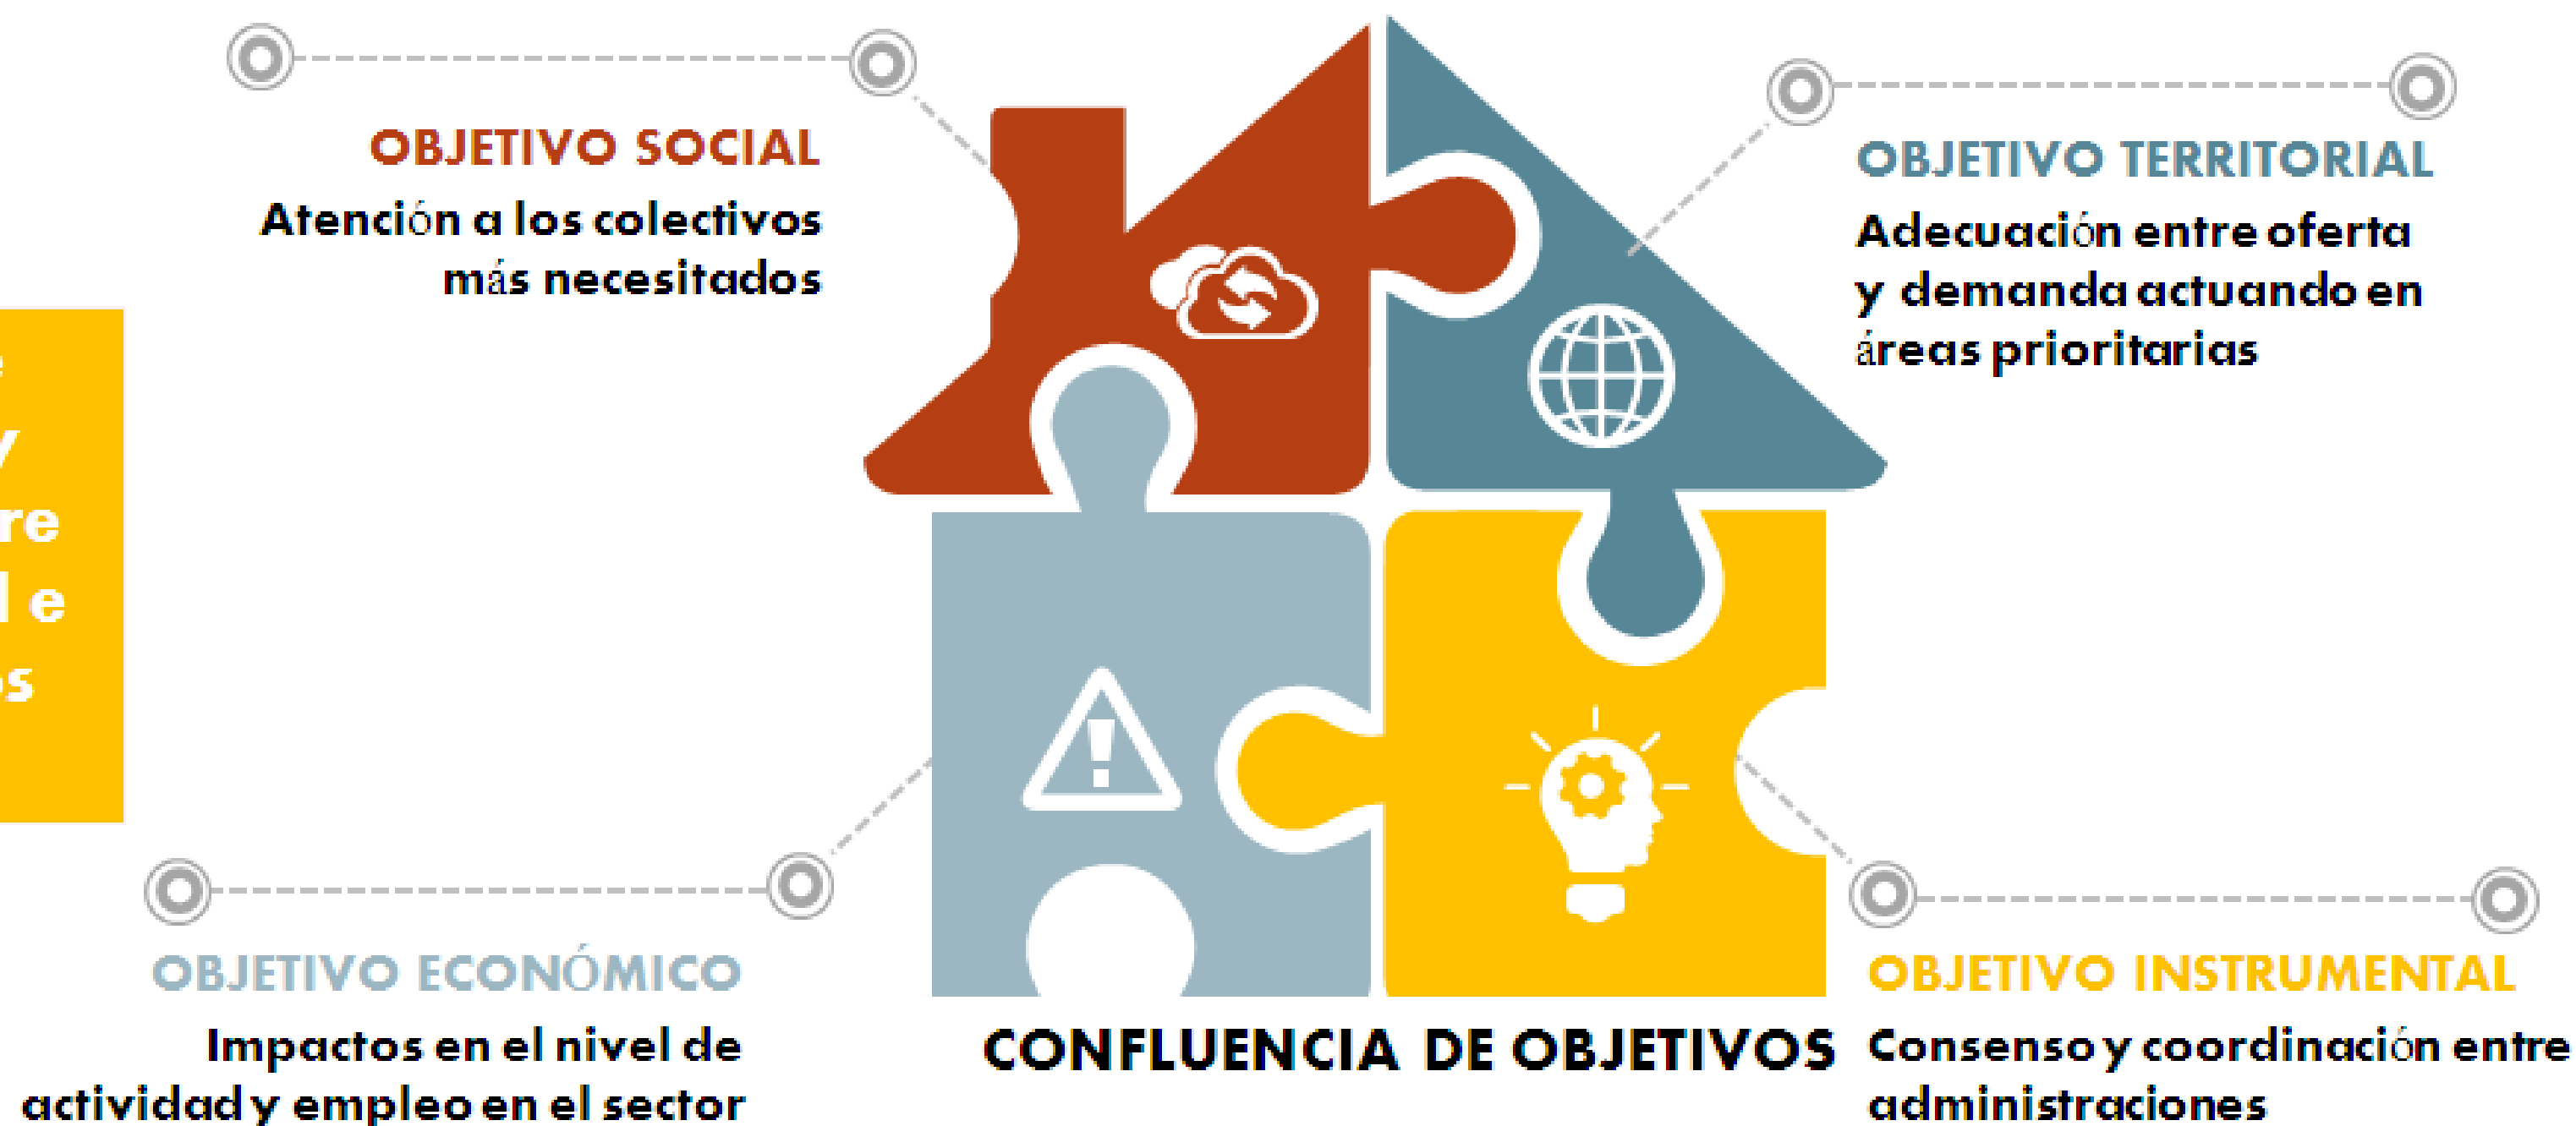 OBJETIVO SOCIAL
Atención a los colectivos
más necesitados
OBJETIVO TERRITORIAL
Adecuación entre oferta
y demanda actuando en
áreas prioritarias
e
y
re
l e
os
OBJETIVO ECONÓMICO
Impactos en el nivel de
actividad y empleo en el sector
CONFLUENCIA DE OBJETIVOS
OBJETIVO INSTRUMENTAL
Consenso y coordinación entre
administraciones